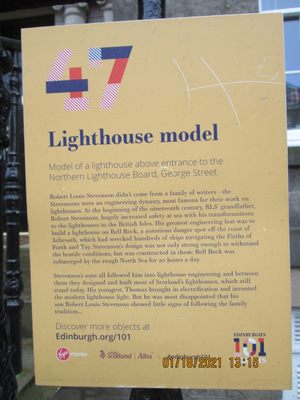 47
Lighthouse model
Model of a lighthouse above entrance to the
Northern Lighthouse Board, George Street
Robert Louis Stevenson didn't come from a family of writers - the
Stevensons were an engineering dynasty, most famous for their work on
lighthouses. At the beginning of the nineteenth century, RLS' grandfather,
Robert Stevenson, hugely increased safety at sea with his transformations
to the lighthouses in the British Isles. His greatest engineering feat was to
build a lighthouse on Bell Rock, a notorious danger spot off the coast of
Arbroath, which had wrecked hundreds of ships navigating the Firths of
Forth and Tay. Stevenson's design was not only strong enough to withstand
the hostile conditions, but was constructed in them: Bell Rock was
submerged by the rough North Sea for 20 hours a day.
Stevenson's sons all followed him into lighthouse engineering and between
them they designed and built most of Scotland's lighthouses, which still
stand today. His youngest, Thomas brought in electrification and invented
the modern lighthouse light. But he was most disappointed that his
son Robert Louis Stevenson showed little signs of following the family
tradition...
Discover more objects at
Edinburgh.org/101
Virgin money
Scotland | Alba
#edinburgh101
EDINBURGH'S
101
01/18/2021 13:15